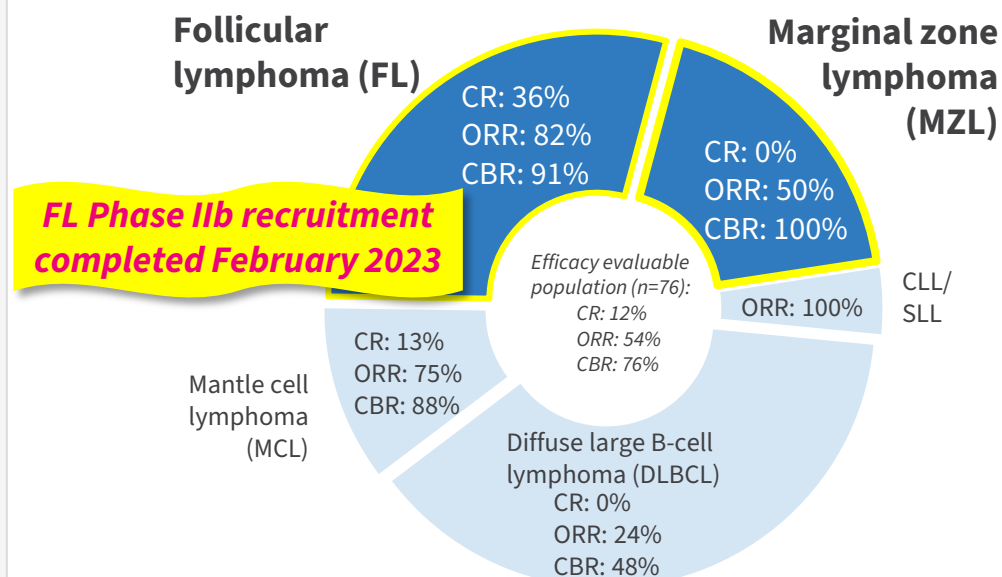 Follicular
lymphoma (FL)
CR: 36%
ORR: 82%
CBR: 91%
Marginal zone
lymphoma
(MZL)
CR: 0%
ORR: 50%
CBR: 100%
FL Phase IIb recruitment
completed February 2023
Efficacy evaluable
population (n=76):
CR: 12%
ORR: 54%
CBR: 76%
ORR: 100%
CLL/
SLL
CR: 13%
ORR: 75%
CBR: 88%
Mantle cell
lymphoma
(MCL)
Diffuse large B-cell
lymphoma (DLBCL)
CR: 0%
ORR: 24%
CBR: 48%